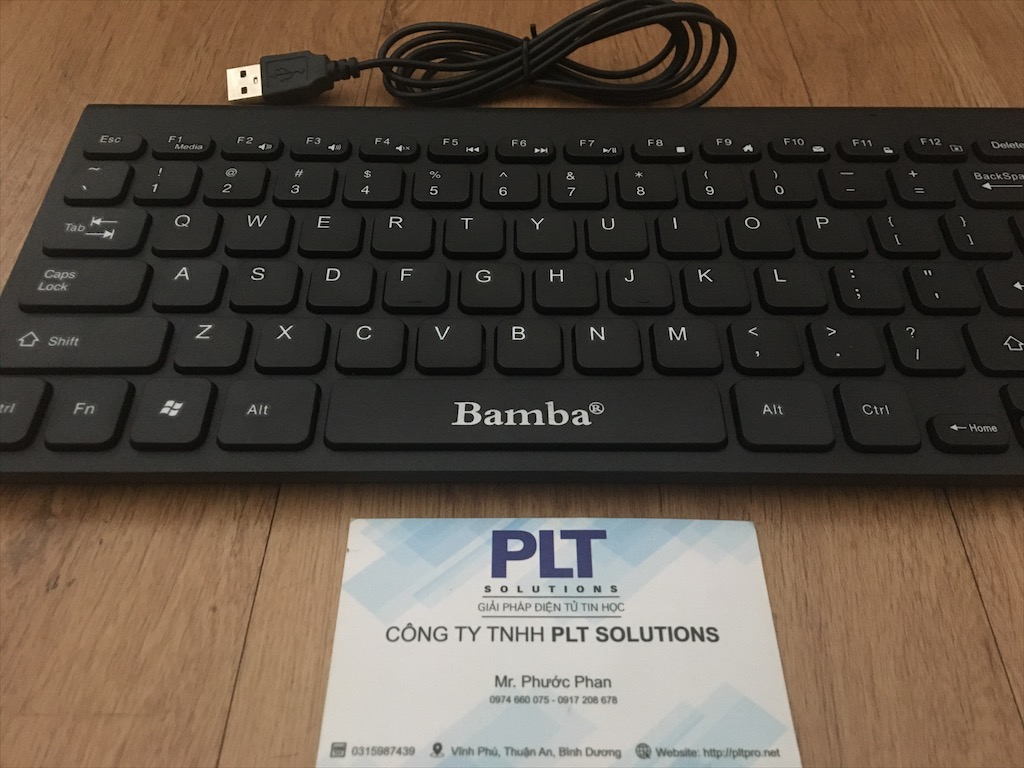 Esc F1 Media F2 F3 F4 F5 F6 F7 F8 F9 F10 F11 F12 Delete
~ ` ! 1 @ 2 # 3 $ 4 % 5 ^ 6 & 7 * 8 ( 9 ) 0 — - + =
Tab Q W E R T Y U I O P { [ } ]
Caps Lock A S D F G H J K L : ; " ,
Shift Z X C V B N M < , > . ? /
Fn Alt Bamba® Alt Ctrl Home
PLT
SOLUTIONS
GIẢI PHÁP ĐIỆN TỬ TIN HỌC
CÔNG TY TNHH PLT SOLUTIONS
Mr. Phước Phan
0974 660 075 - 0917 208 678
0315987439 Vĩnh Phú, Thuận An, Bình Dương Website: http://pltpro.net